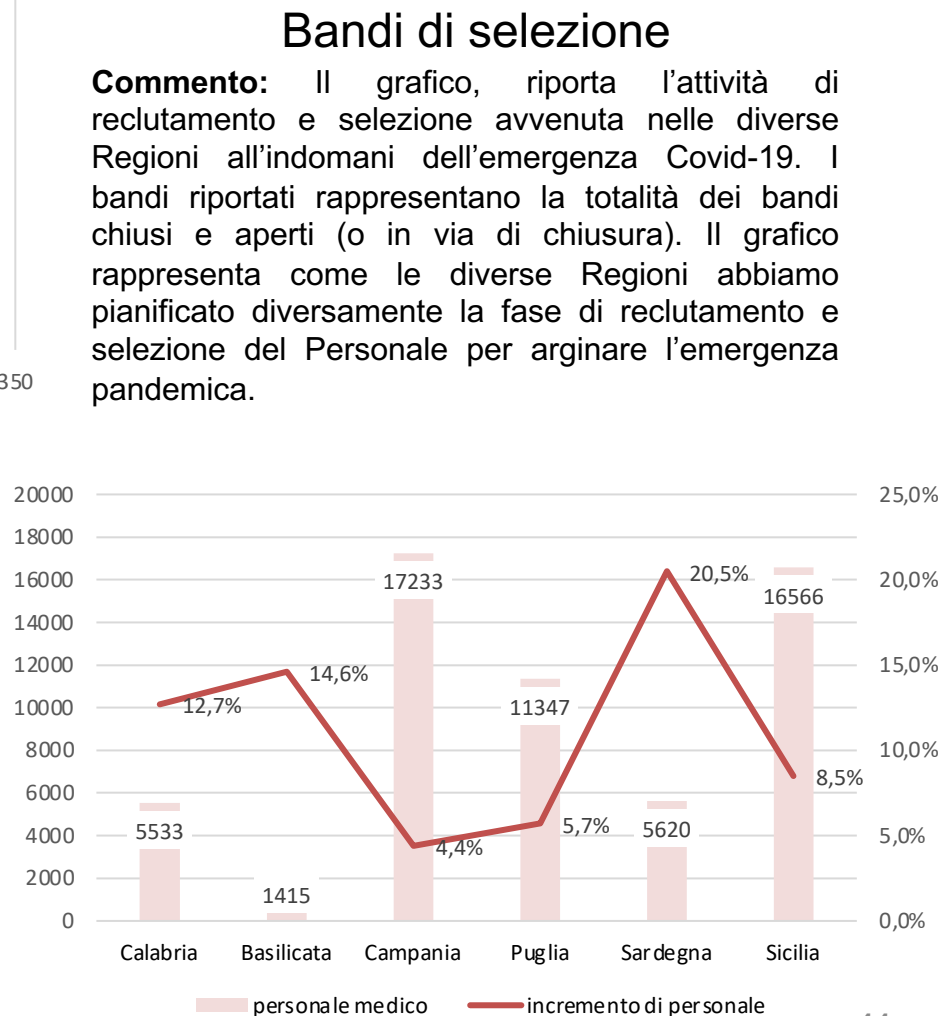 Bandi di selezione
Commento: Il grafico, riporta l'attività di
reclutamento e selezione avvenuta nelle diverse
Regioni all'indomani dell'emergenza Covid-19. I
bandi riportati rappresentano la totalità dei bandi
chiusi e aperti (o in via di chiusura). Il grafico
rappresenta come le diverse Regioni abbiamo
pianificato diversamente la fase di reclutamento e
selezione del Personale per arginare l'emergenza
pandemica.
350
20000 25,0%
18000
16000 17233 20,5% 20,0%
16566
14000
12000 14,6% 15,0%
10000 12,7% 11347
8000 10,0%
6000 8,5%
4000 5533 4,4% 5,7% 5620 5,0%
2000 1415
0 0,0%
Calabria Basilicata Campania Puglia Sardegna Sicilia
personale medico incremento di personale